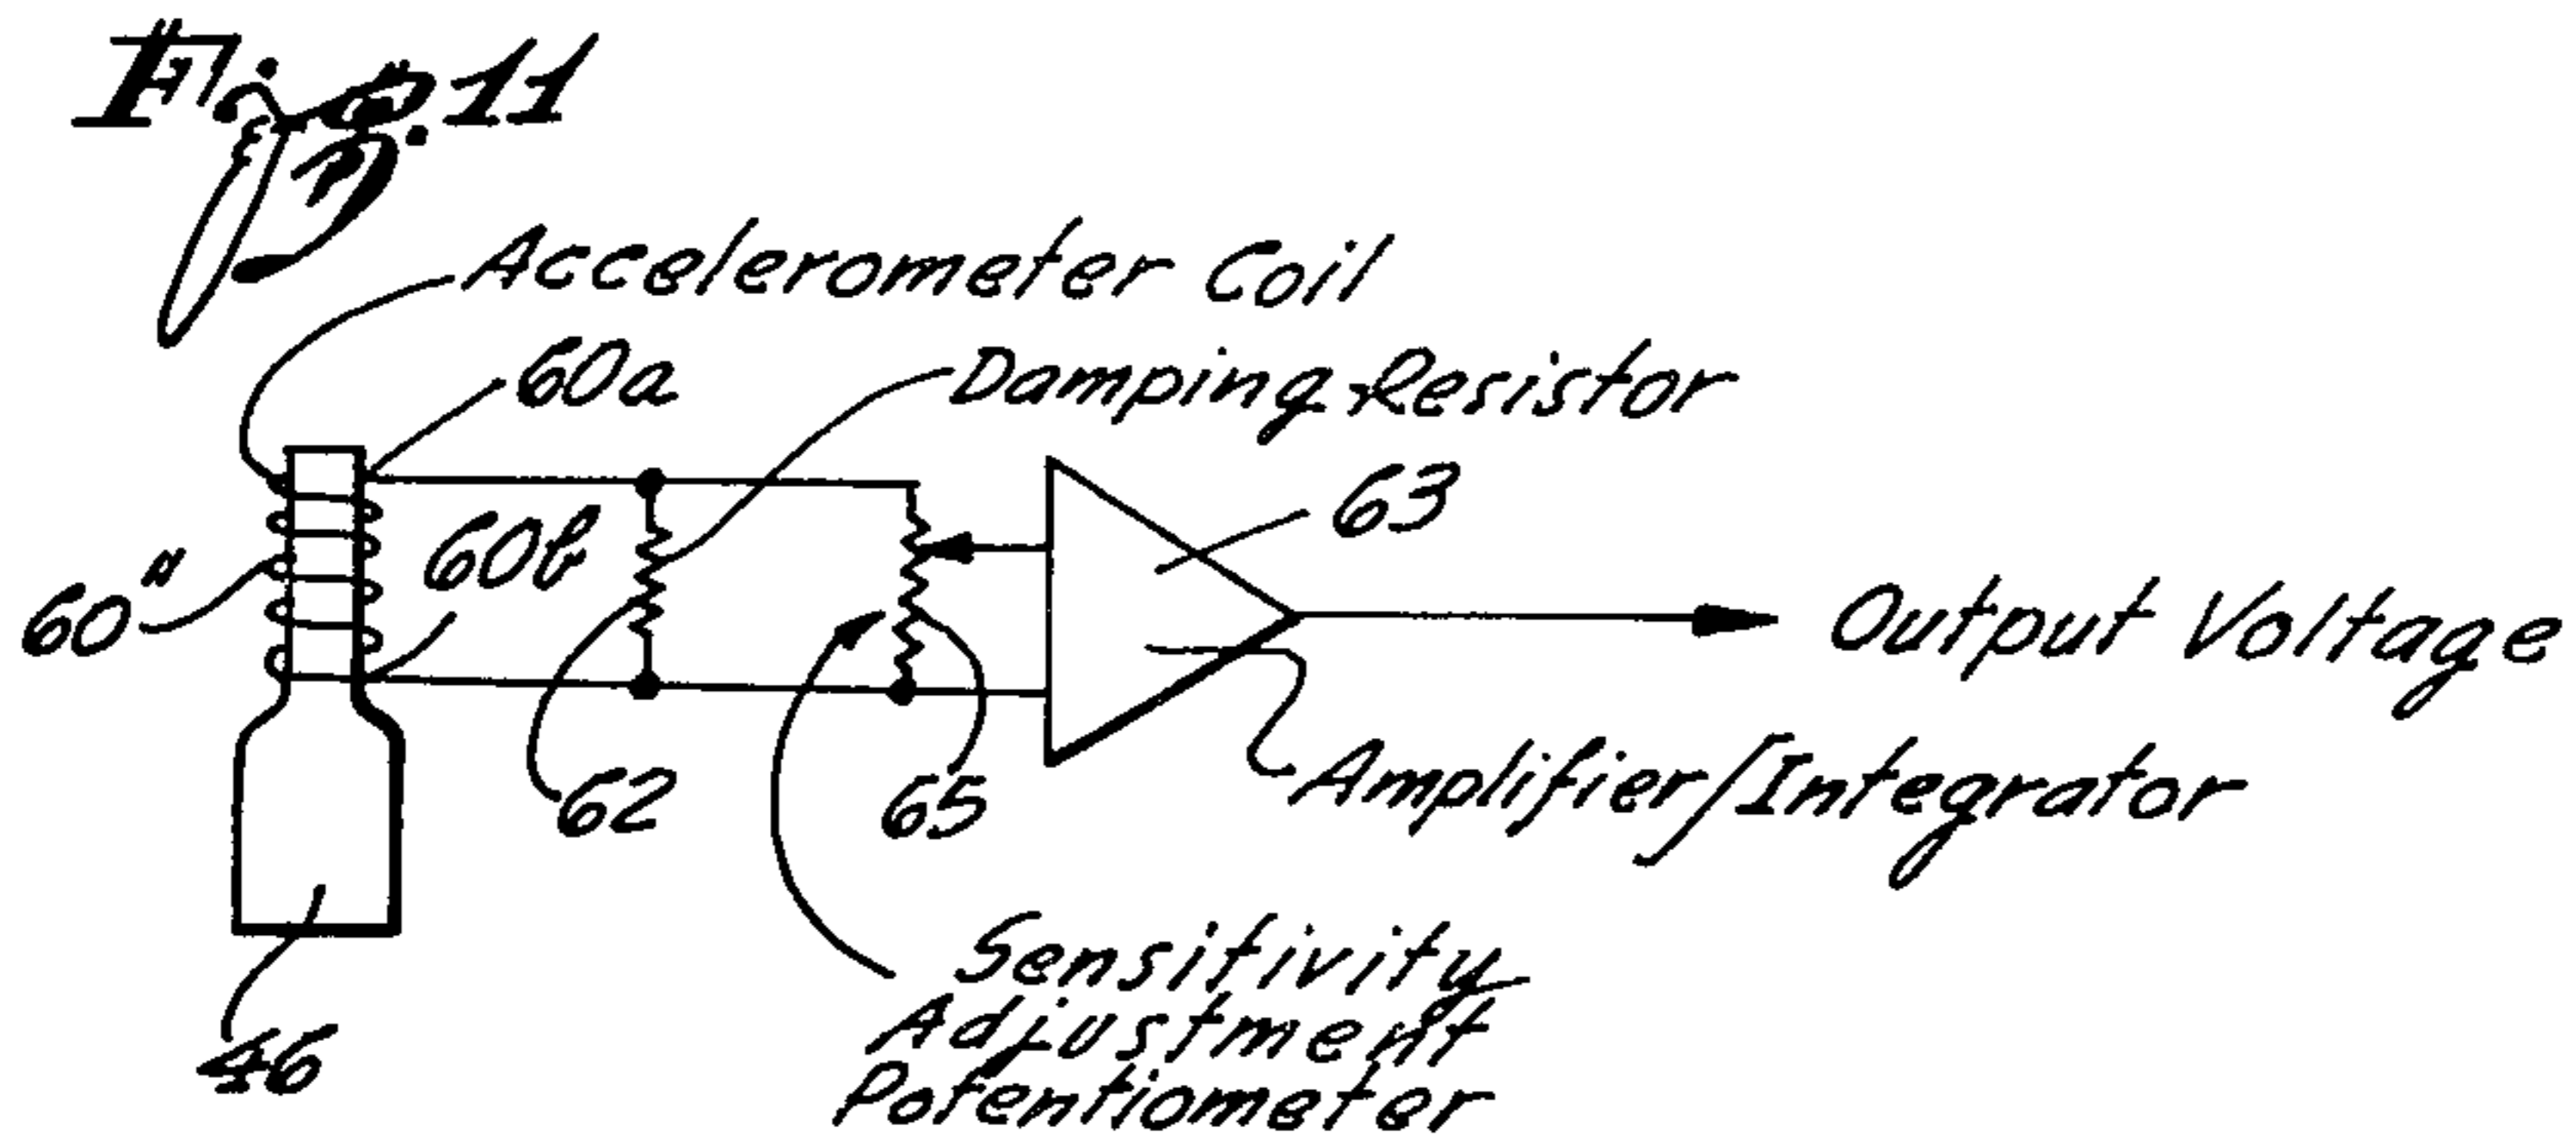 Fig. 11
Accelerometer Coil
60a
Damping Resistor
63
60b
60"
Output Voltage
62
65
Amplifier/Integrator
46
Sensitivity
Adjustment
Potentiometer